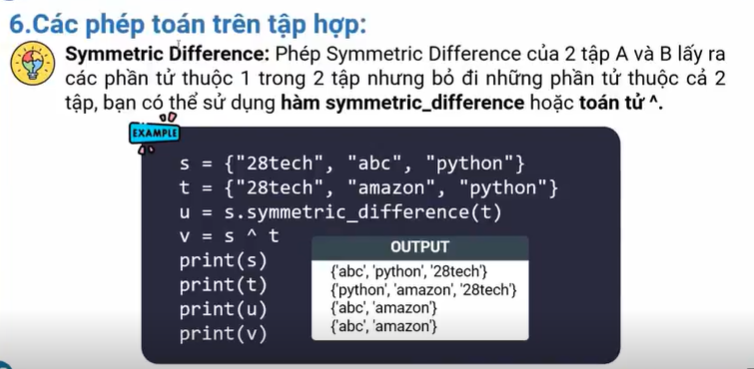 6.Các phép toán trên tập hợp:
Symmetric Difference: Phép Symmetric Difference của 2 tập A và B lấy ra
các phần tử thuộc 1 trong 2 tập nhưng bỏ đi những phần tử thuộc cả 2
tập, bạn có thể sử dụng hàm symmetric_difference hoặc toán tử ^.
EXAMPLE
s = {"28tech", "abc", "python"}
t = {"28tech", "amazon", "python"}
u = s.symmetric_difference(t)
v = s ^ t
print(s)
print(t)
print(u)
print(v)
OUTPUT
{'abc', 'python', '28tech'}
{'python', 'amazon', '28tech'}
{'abc', 'amazon'}
{'abc', 'amazon'}